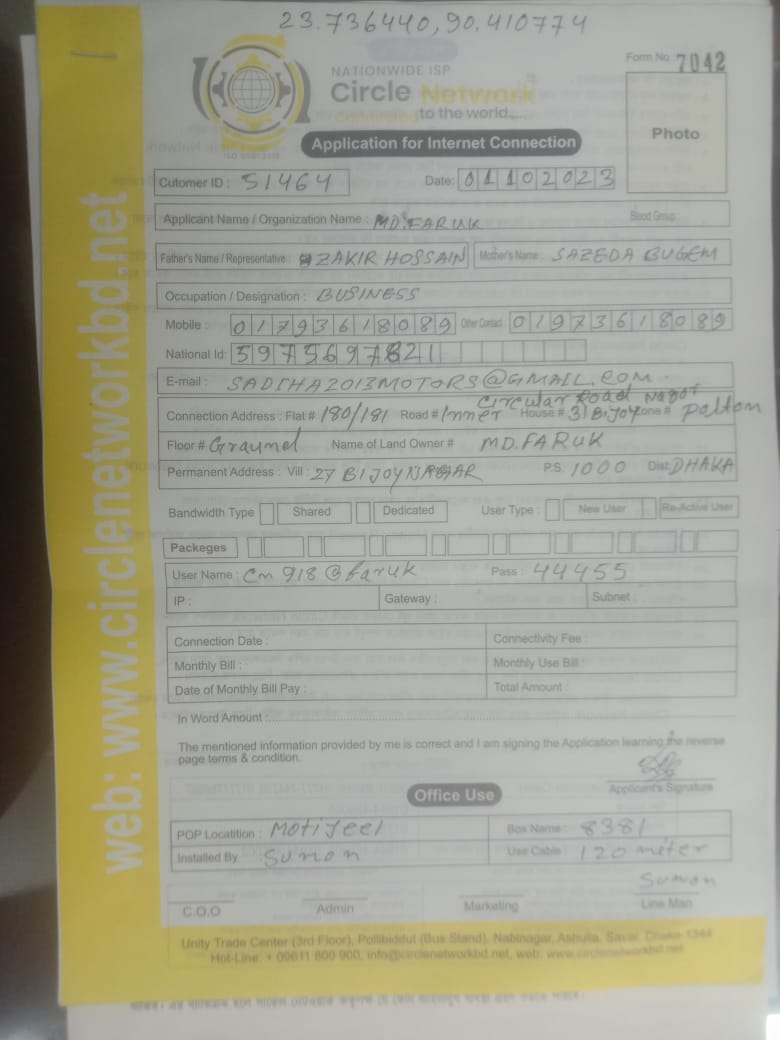 23.736440, 90.410774
Form No. 7042
NATIONWIDE ISP
Circle Network
to the world....
ISO 9001:2015
Photo
Application for Internet Connection
Cutomer ID : 51464
Date: 01102023
Applicant Name / Organization Name : MD. FARUK Blood Group
Father's Name / Representative : ZAKIR HOSSAIN Mother's Name : SAZEDA BUGEM
Occupation / Designation : BUSINESS
Mobile : 01793618089 Other Contact 01973618089
National Id: 5975697821
E-mail : SADIHA2013MOTORS@GMAIL.COM
Connection Address : Flat # 180/181 Road # Inner Circular Road House # 31 Bijoy Nagar Zone # Paltom
Floor # Graund Name of Land Owner # MD. FARUK
Permanent Address : Vill : 27 BIJOY NAGAR P.S. 1000 Dist: DHAKA
Bandwidth Type Shared Dedicated User Type : New User Re-Active User
Packeges
User Name : Cn918@faruk Pass : 44455
IP : Gateway : Subnet :
Connection Date : Connectivity Fee :
Monthly Bill : Monthly Use Bill :
Date of Monthly Bill Pay : Total Amount :
In Word Amount :
The mentioned information provided by me is correct and I am signing the Application learning the reverse
page terms & condition.
Applicant's Signature
Office Use
POP Locatition : Motijeel Box Name : 8381
Installed By Sumon Use Cable : 120 miter
Sumon
C.O.O Admin Marketing Line Man
Unity Trade Center (3rd Floor), Pollibiddut (Bus Stand), Nabinagar, Ashulia, Savar, Dhaka-1344
Hot-Line: + 09611 800 900, info@circlenetworkbd.net, web: www.circlenetworkbd.net
web: www.circlenetworkbd.net